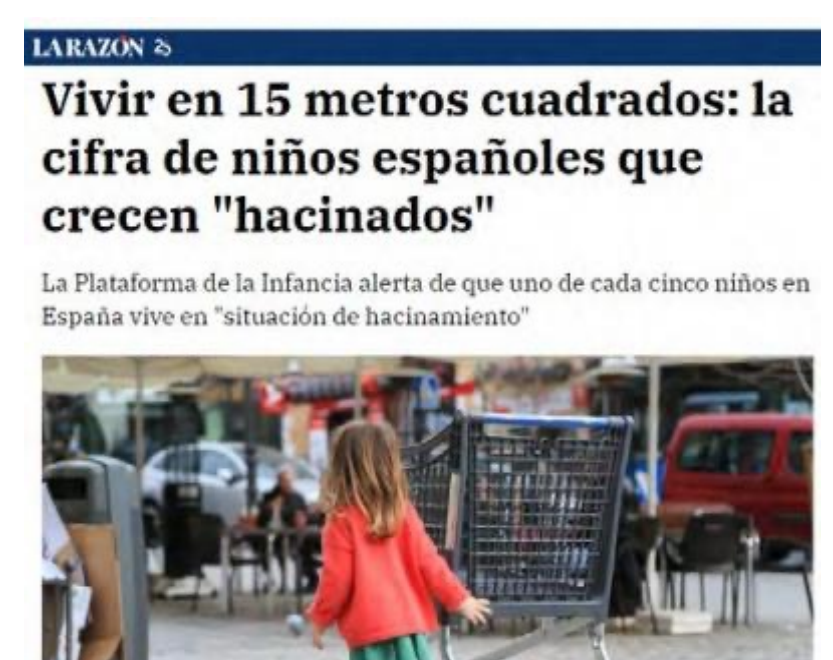 LA RAZÓN 25
Vivir en 15 metros cuadrados: la
cifra de niños españoles que
crecen "hacinados"
La Plataforma de la Infancia alerta de que uno de cada cinco niños en
España vive en "situación de hacinamiento"